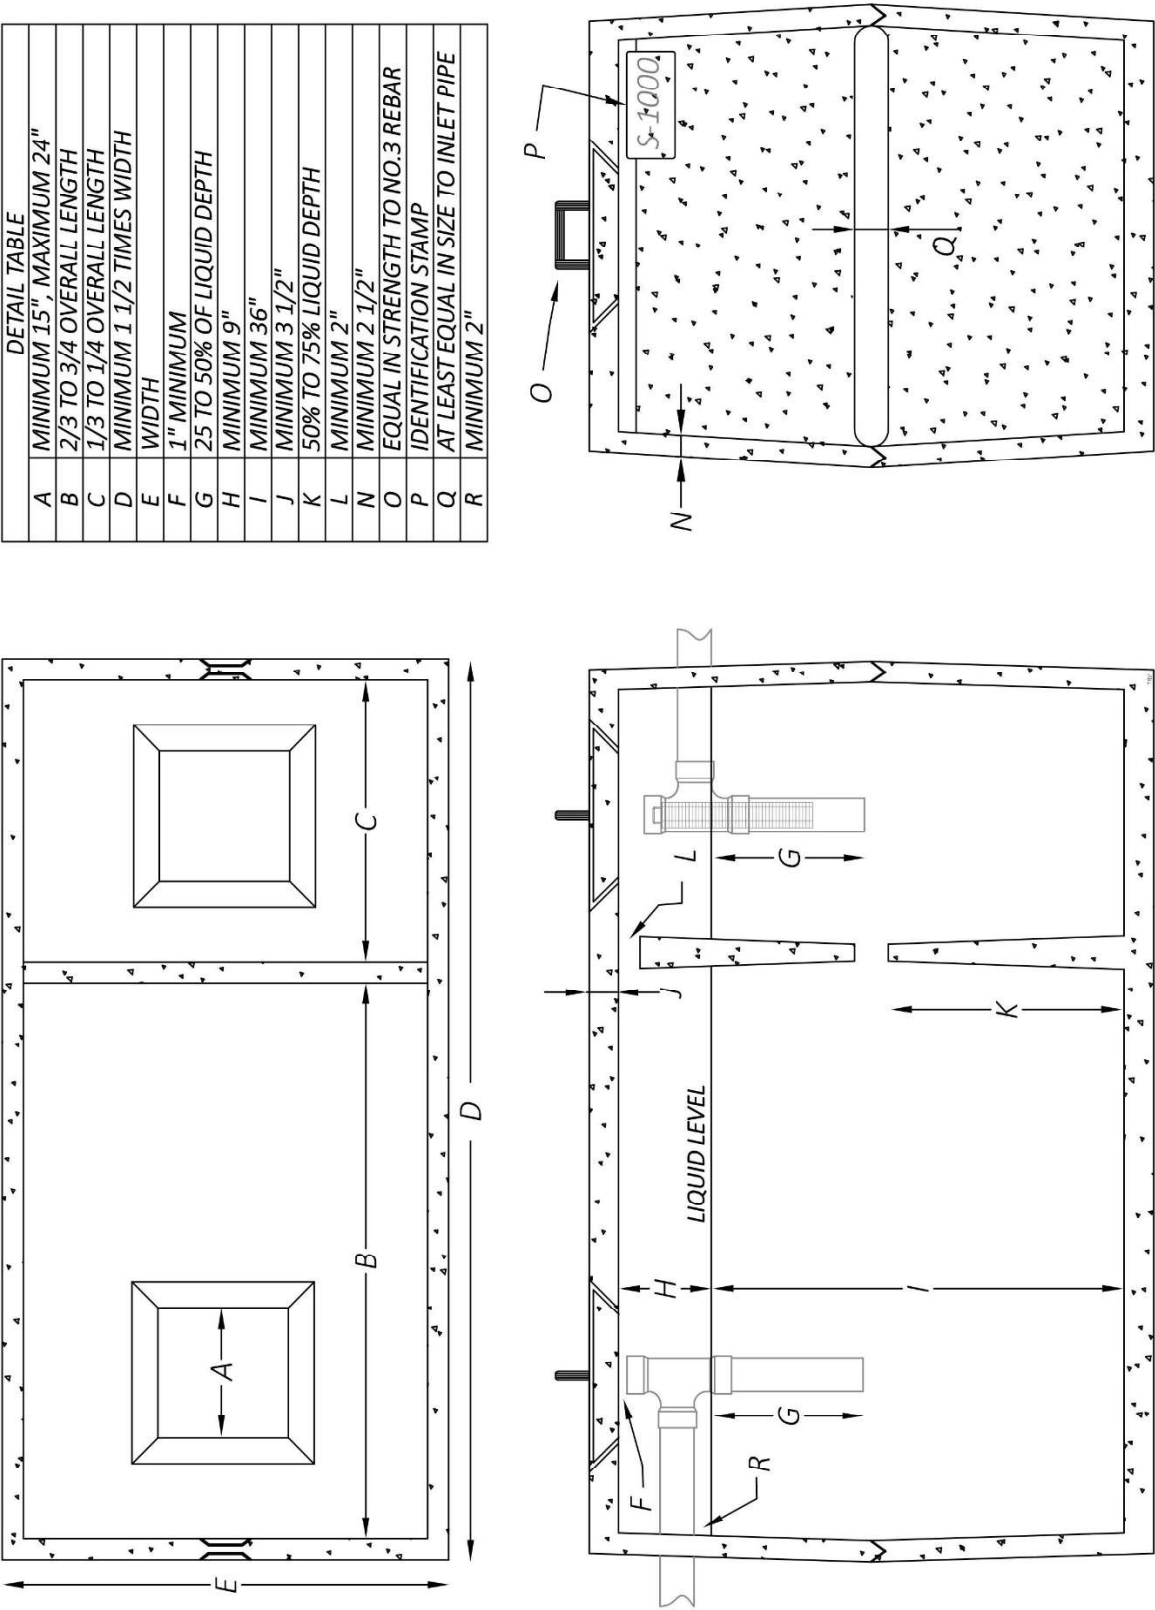 DETAIL TABLE
A MINIMUM 15", MAXIMUM 24"
B 2/3 TO 3/4 OVERALL LENGTH
C 1/3 TO 1/4 OVERALL LENGTH
D MINIMUM 1 1/2 TIMES WIDTH
E WIDTH
F 1" MINIMUM
G 25 TO 50% OF LIQUID DEPTH
H MINIMUM 9"
I MINIMUM 36"
J MINIMUM 3 1/2"
K 50% TO 75% LIQUID DEPTH
L MINIMUM 2"
N MINIMUM 2 1/2"
O EQUAL IN STRENGTH TO NO.3 REBAR
P IDENTIFICATION STAMP
Q AT LEAST EQUAL IN SIZE TO INLET PIPE
R MINIMUM 2"
E
A
B
C
D
F
R
G
H
I
LIQUID LEVEL
J
K
L
G
N
O
P
S-1000
Q